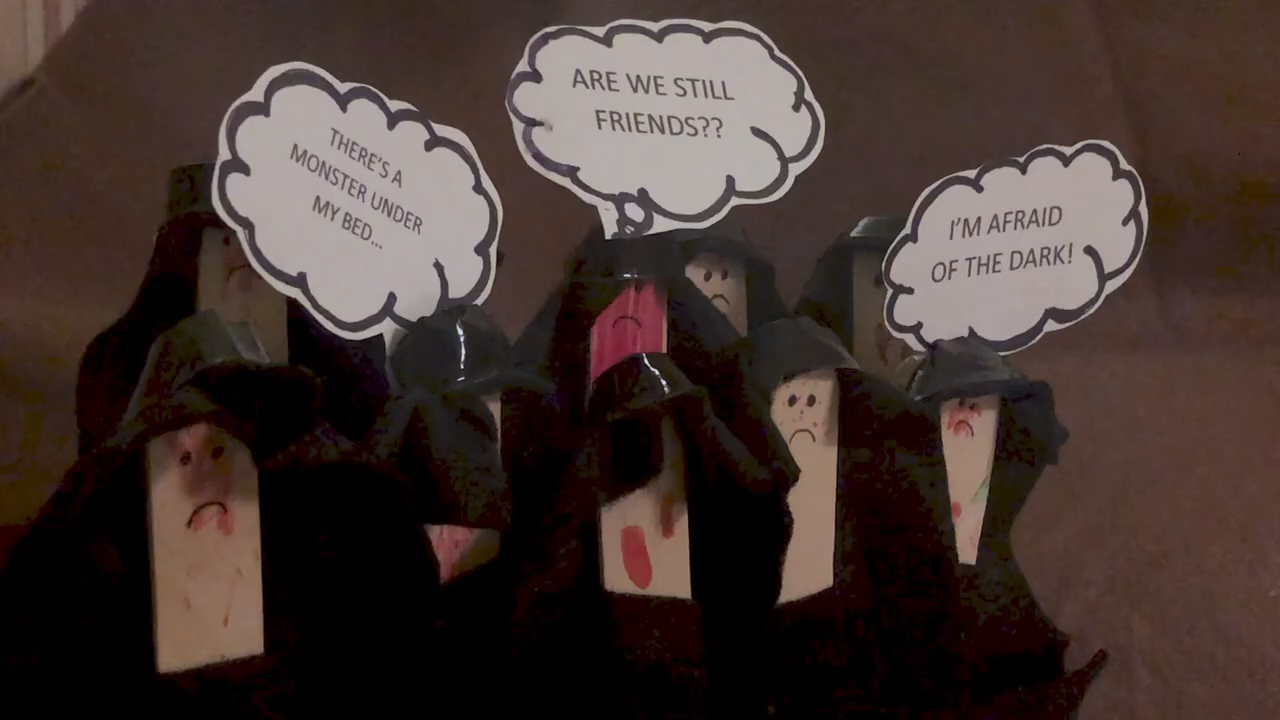 THERE'S A
MONSTER UNDER
MY BED...
ARE WE STILL
FRIENDS??
I'M AFRAID
OF THE DARK!